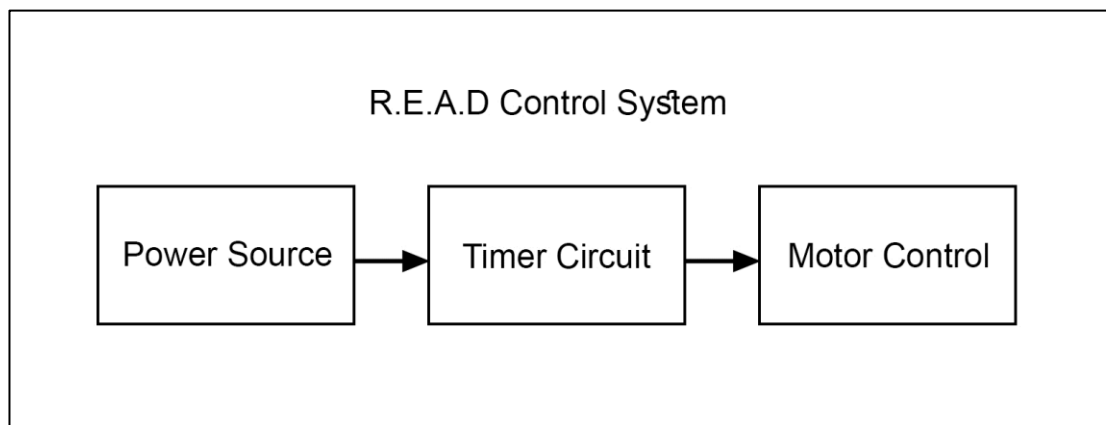 R.E.A.D Control System
Power Source
Timer Circuit
Motor Control